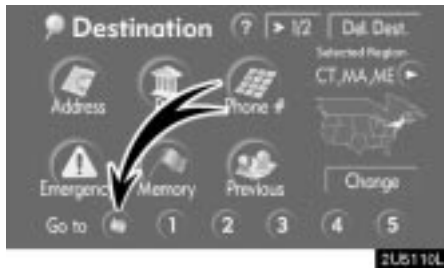 Destination ? 1/2 Del. Dest.
Selected Region
CT,MA,ME
Address Phone #
Emergency Memory Previous
Change
Go to 1 2 3 4 5
2U5110L